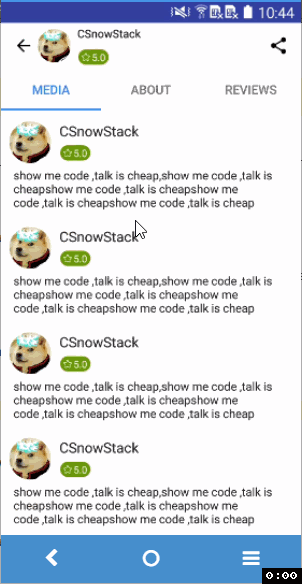 10:44
CSnowStack
5.0
MEDIA ABOUT REVIEWS
CSnowStack
5.0
show me code ,talk is cheap,show me code ,talk is
cheapshow me code ,talk is cheapshow me
code ,talk is cheapshow me code ,talk is cheap
CSnowStack
5.0
show me code ,talk is cheap,show me code ,talk is
cheapshow me code ,talk is cheapshow me
code ,talk is cheapshow me code ,talk is cheap
CSnowStack
5.0
show me code ,talk is cheap,show me code ,talk is
cheapshow me code ,talk is cheapshow me
code ,talk is cheapshow me code ,talk is cheap
CSnowStack
5.0
show me code ,talk is cheap,show me code ,talk is
cheapshow me code ,talk is cheapshow me
code ,talk is cheapshow me code ,talk is cheap
0:00